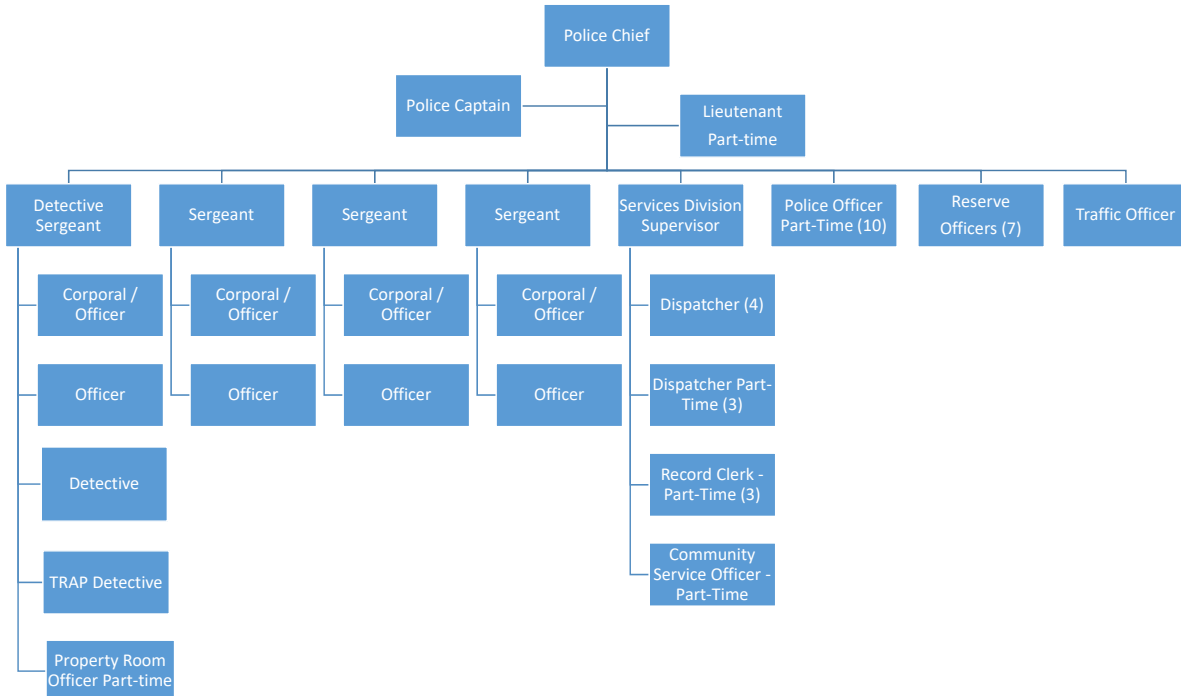 Police Chief
Police Captain
Lieutenant
Part-time
Detective
Sergeant
Sergeant
Sergeant
Sergeant
Services Division
Supervisor
Police Officer
Part-Time (10)
Reserve
Officers (7)
Traffic Officer
Corporal /
Officer
Corporal /
Officer
Corporal /
Officer
Corporal /
Officer
Dispatcher (4)
Officer
Officer
Officer
Officer
Dispatcher Part-
Time (3)
Detective
Record Clerk -
Part-Time (3)
TRAP Detective
Community
Service Officer -
Part-Time
Property Room
Officer Part-time